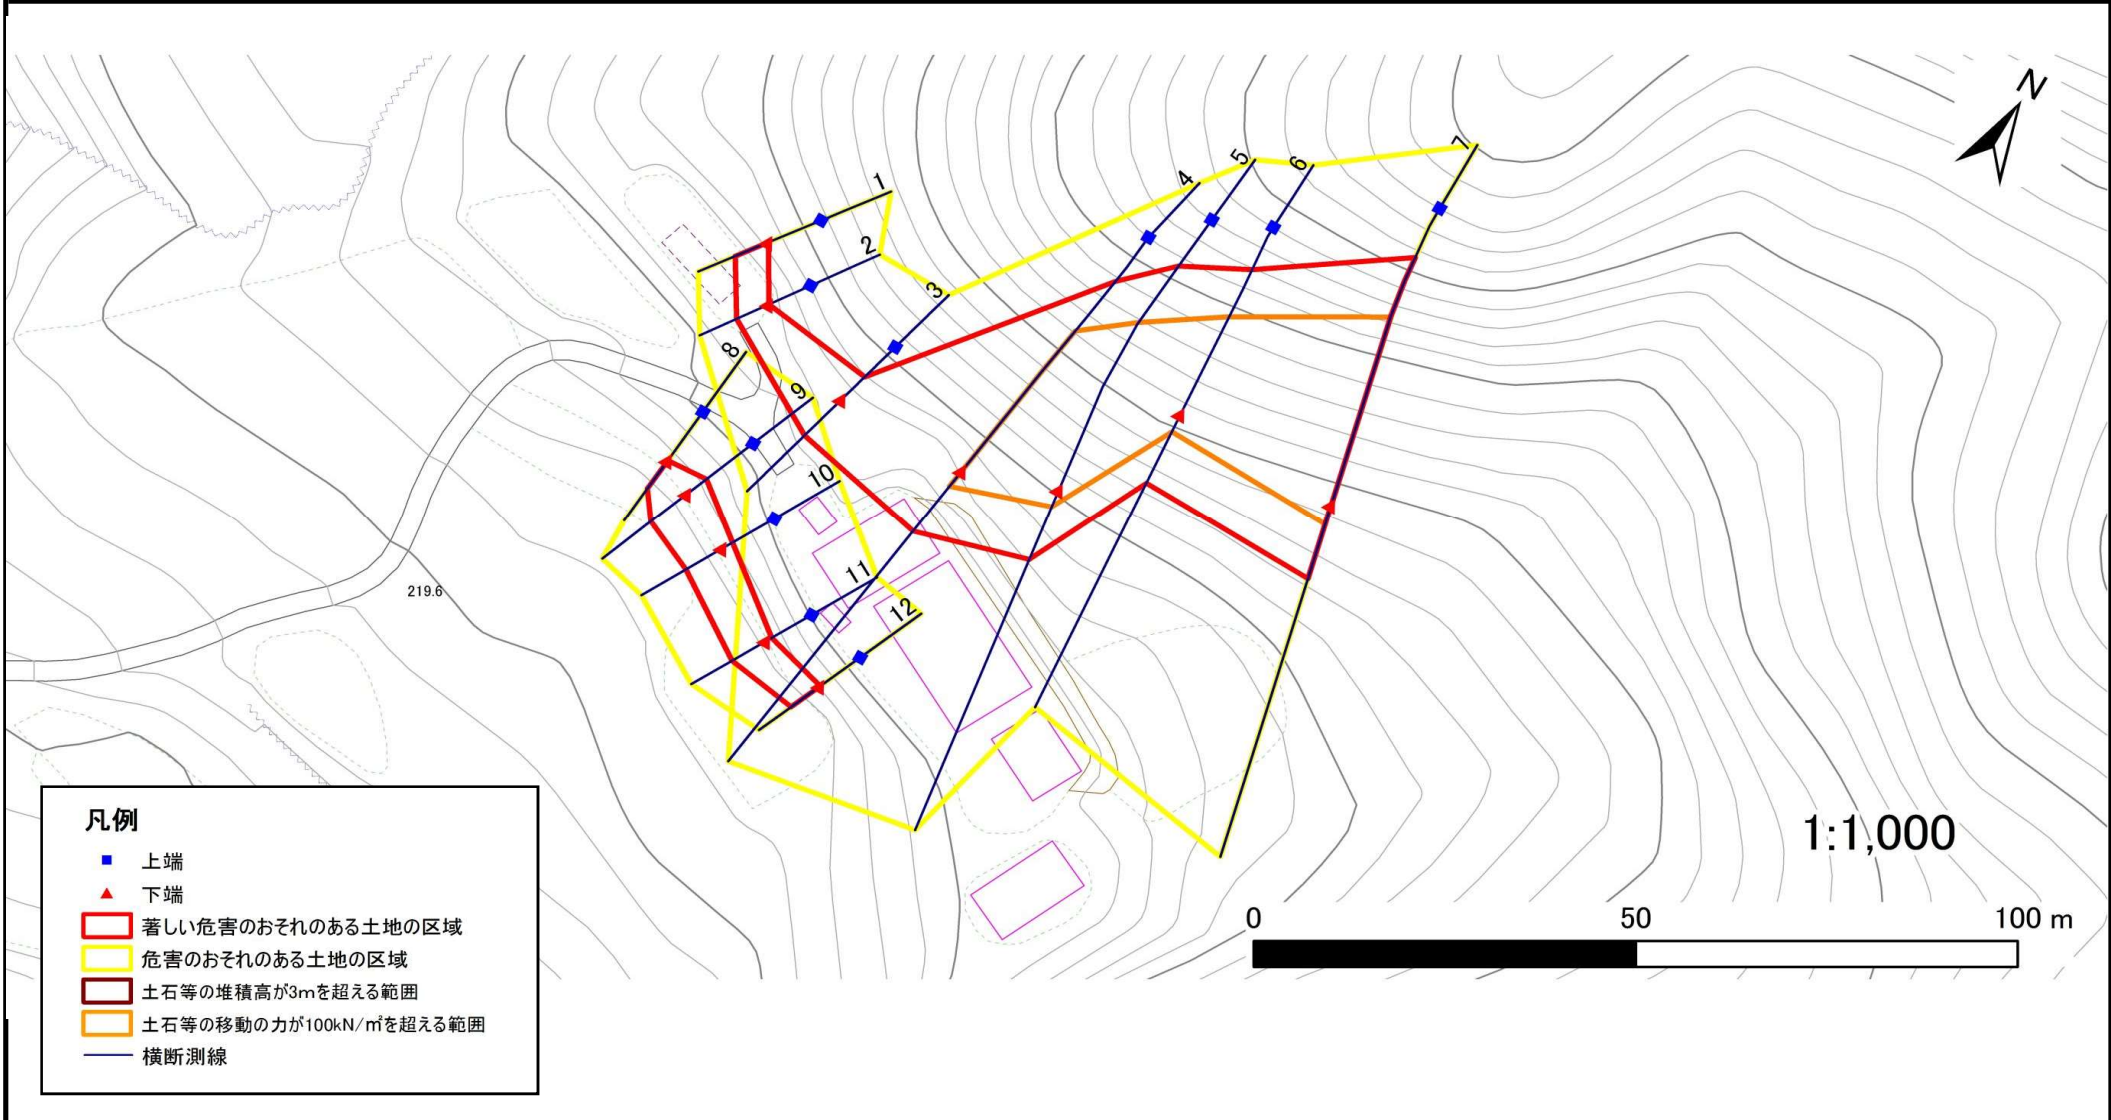 N
1
2
3
4
5
6
7
8
9
10
11
12
219.6
1:1,000
0 50 100 m
凡例
上端
下端
著しい危害のおそれのある土地の区域
危害のおそれのある土地の区域
土石等の堆積高が3mを超える範囲
土石等の移動の力が100kN/㎡を超える範囲
横断測線